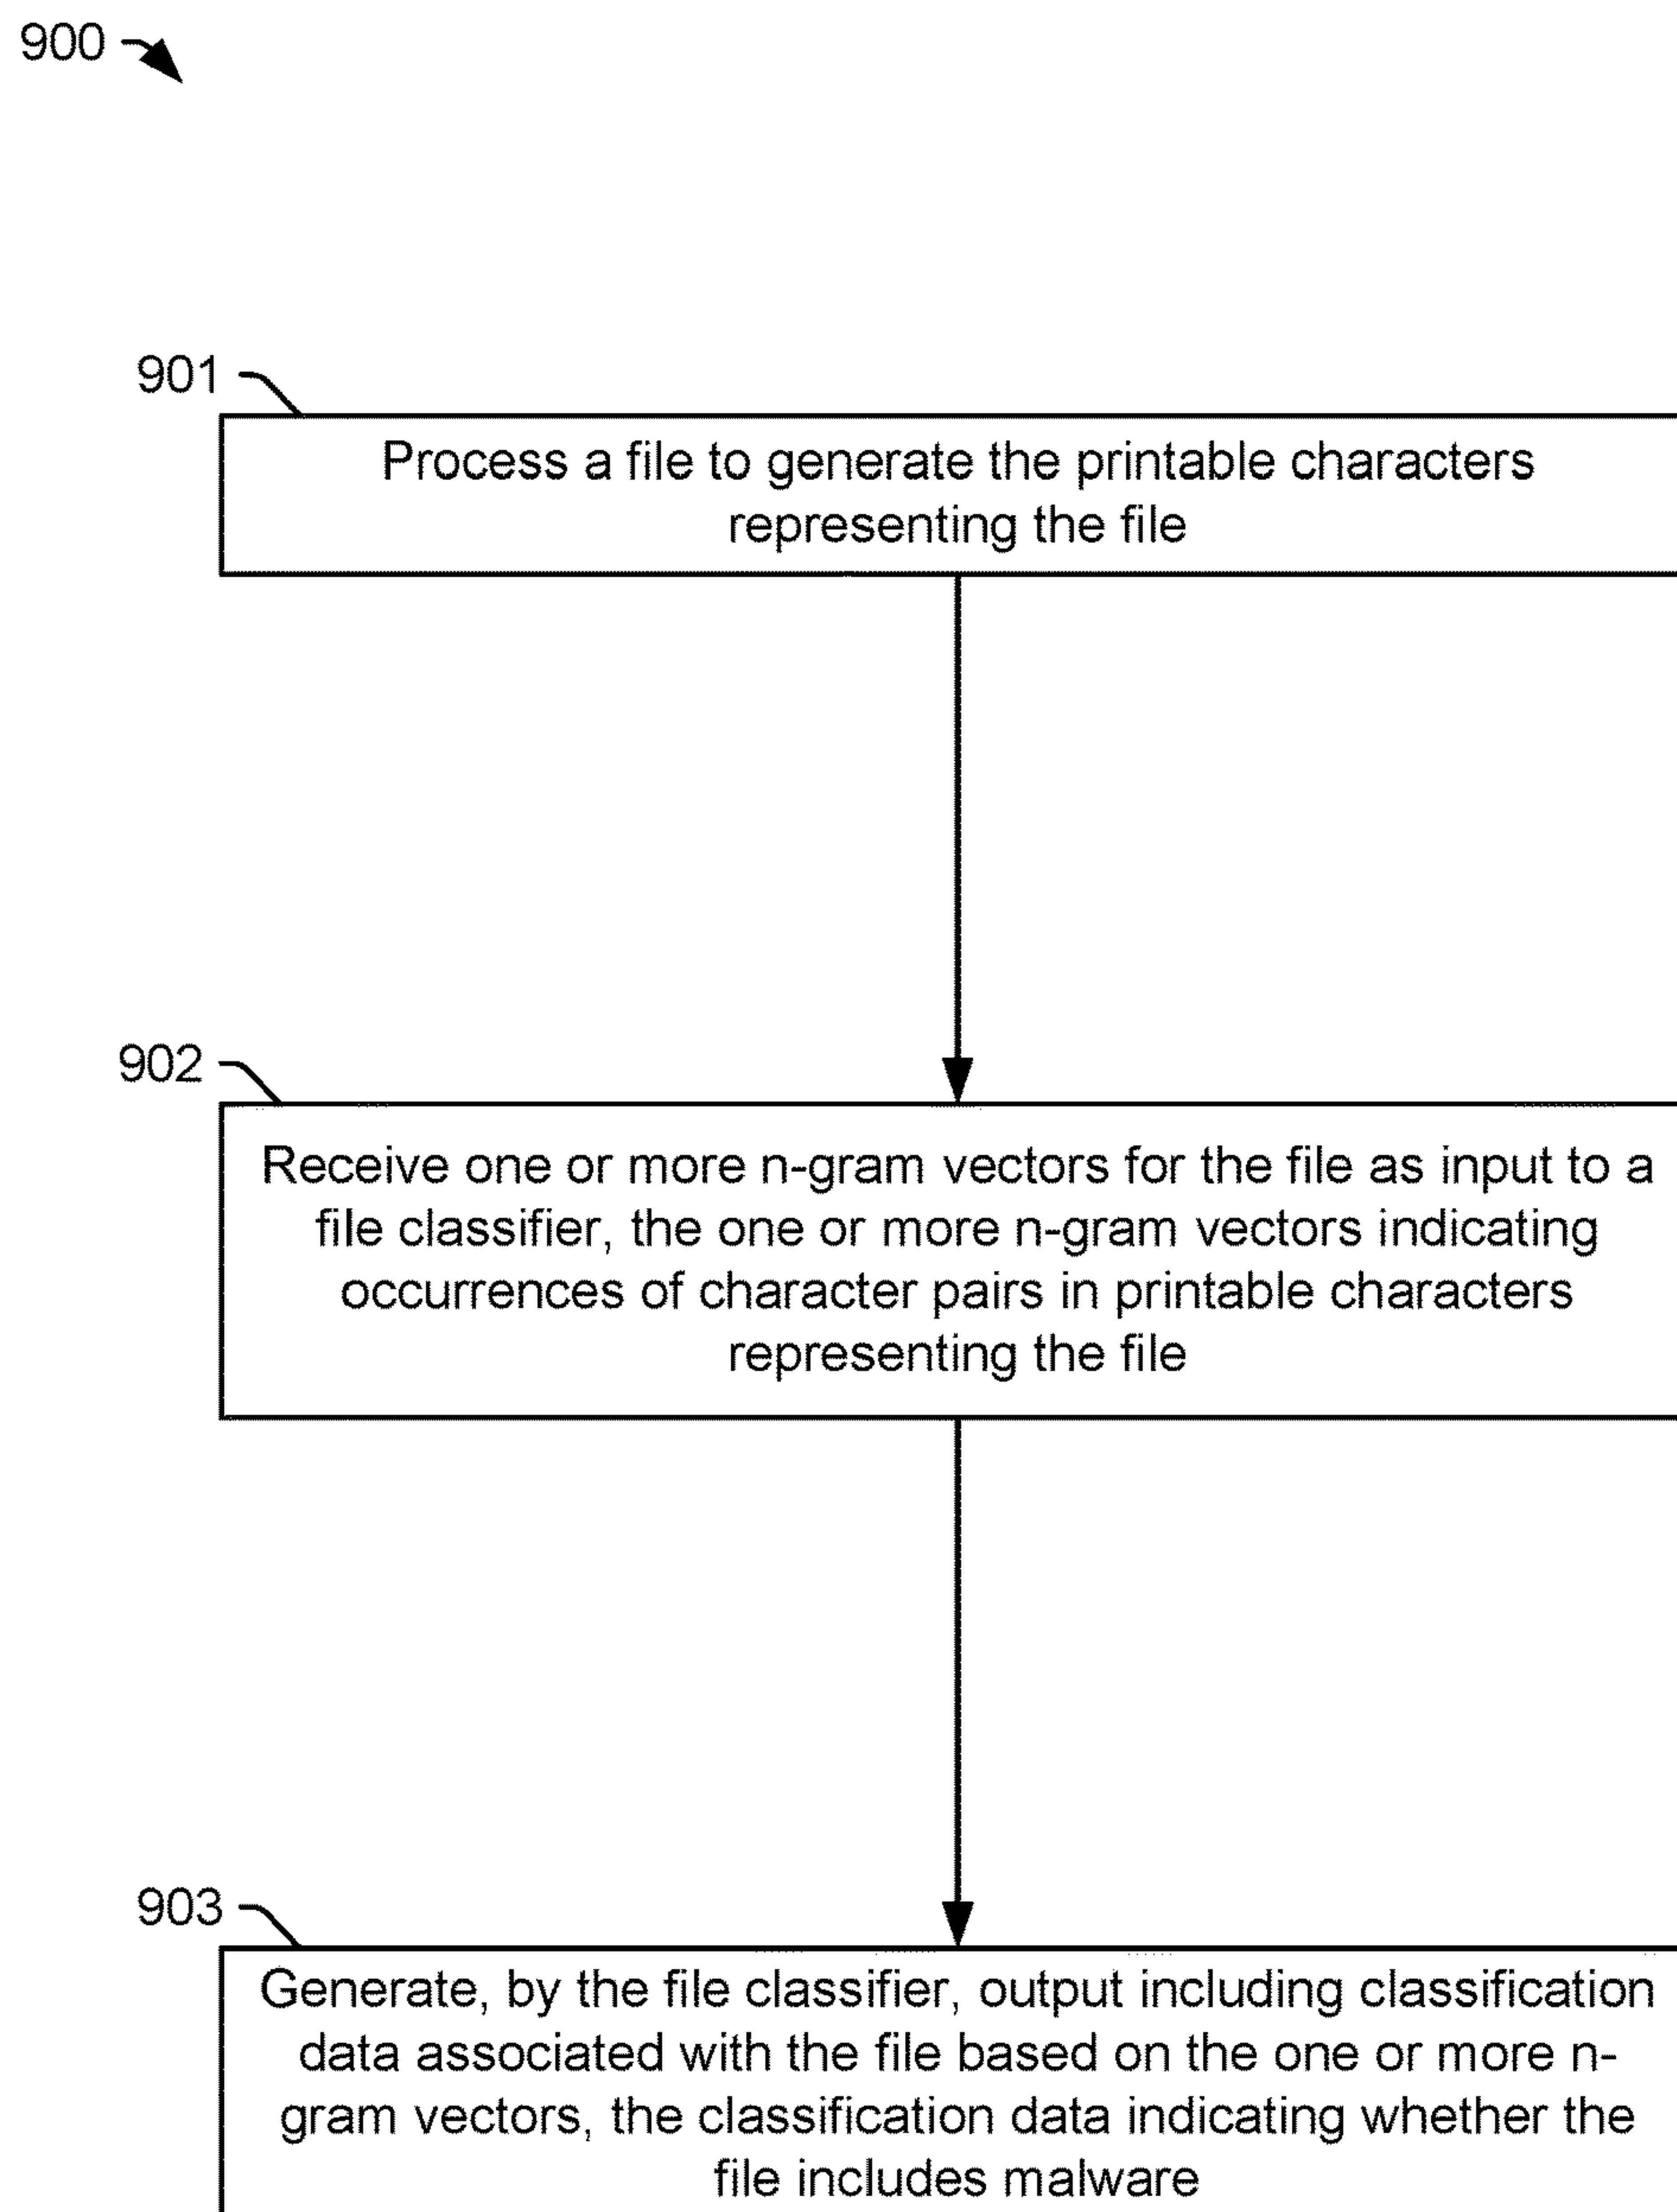 900
901
Process a file to generate the printable characters
representing the file
902
Receive one or more n-gram vectors for the file as input to a
file classifier, the one or more n-gram vectors indicating
occurrences of character pairs in printable characters
representing the file
903
Generate, by the file classifier, output including classification
data associated with the file based on the one or more n-
gram vectors, the classification data indicating whether the
file includes malware